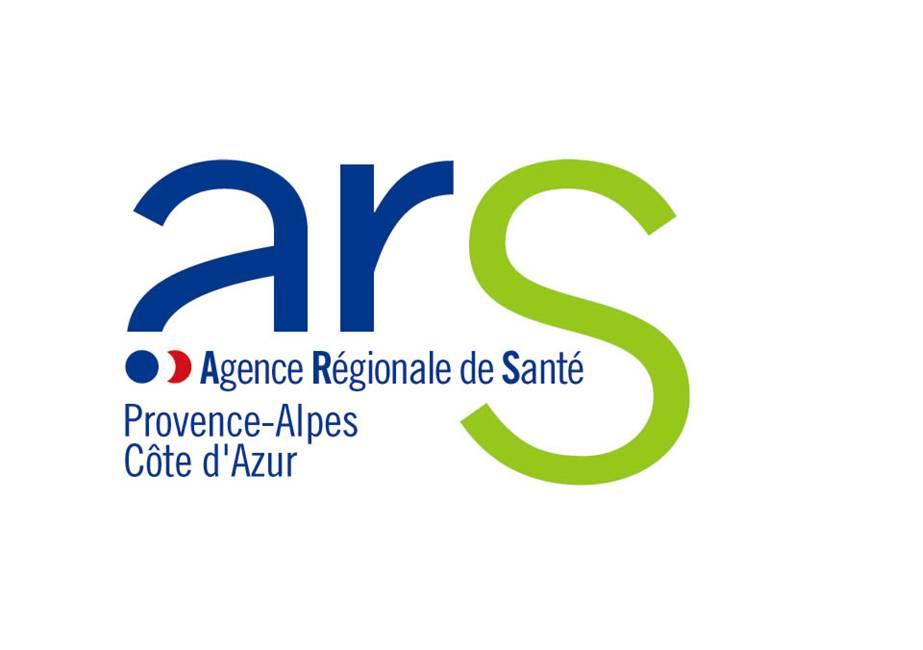 ars
Agence Régionale de Santé
Provence-Alpes
Côte d'Azur